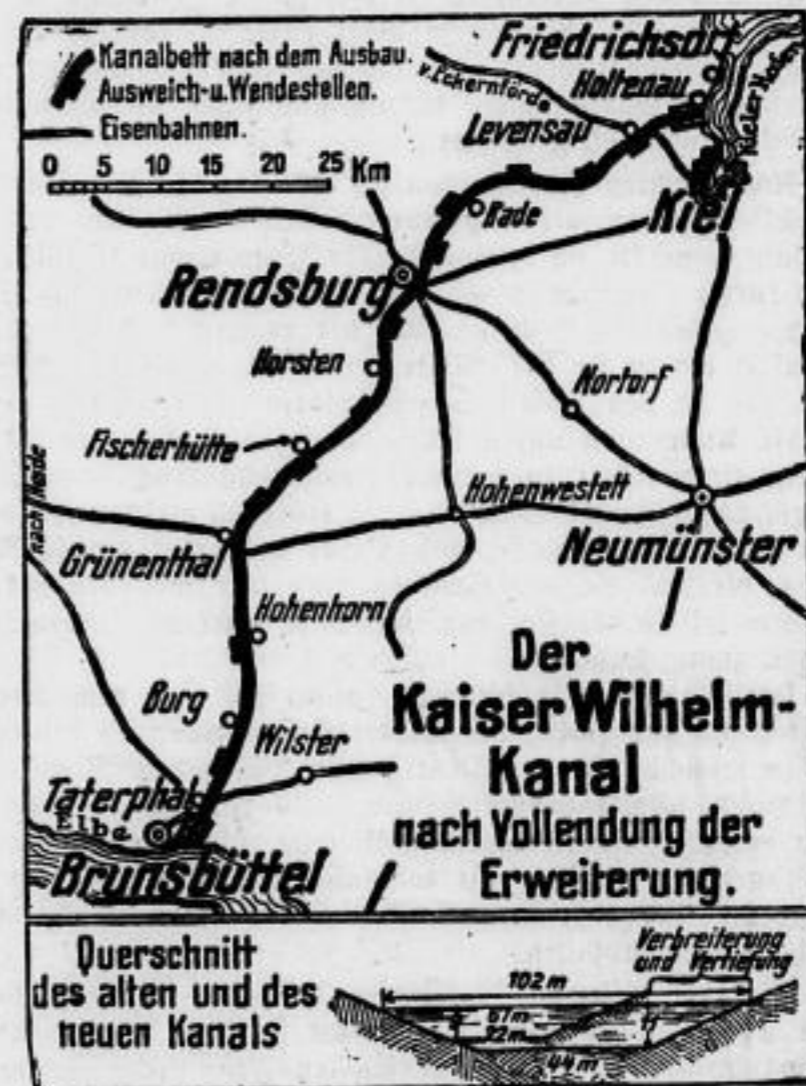 Kanalbett nach dem Ausbau.
Ausweich-u.Wendestellen.
Eisenbahnen.
0 5 10 15 20 25 Km
Friedrichsort
Holtenau
v. Eckernförde
Levensau
Kieler Hafen
Rade
Kiel
Rendsburg
Horsten
Nortorf
Fischerhütte
nach Heide
Hohenwestett
Grünenthal
Neumünster
Hohenhorn
Burg
Wilster
Taterphal
Elbe
Brunsbüttel
Der
Kaiser Wilhelm-
Kanal
nach Vollendung der
Erweiterung.
Querschnitt
des alten und des
neuen Kanals
Verbreiterung
und Vertiefung
102 m
67 m
22 m
11
44 m